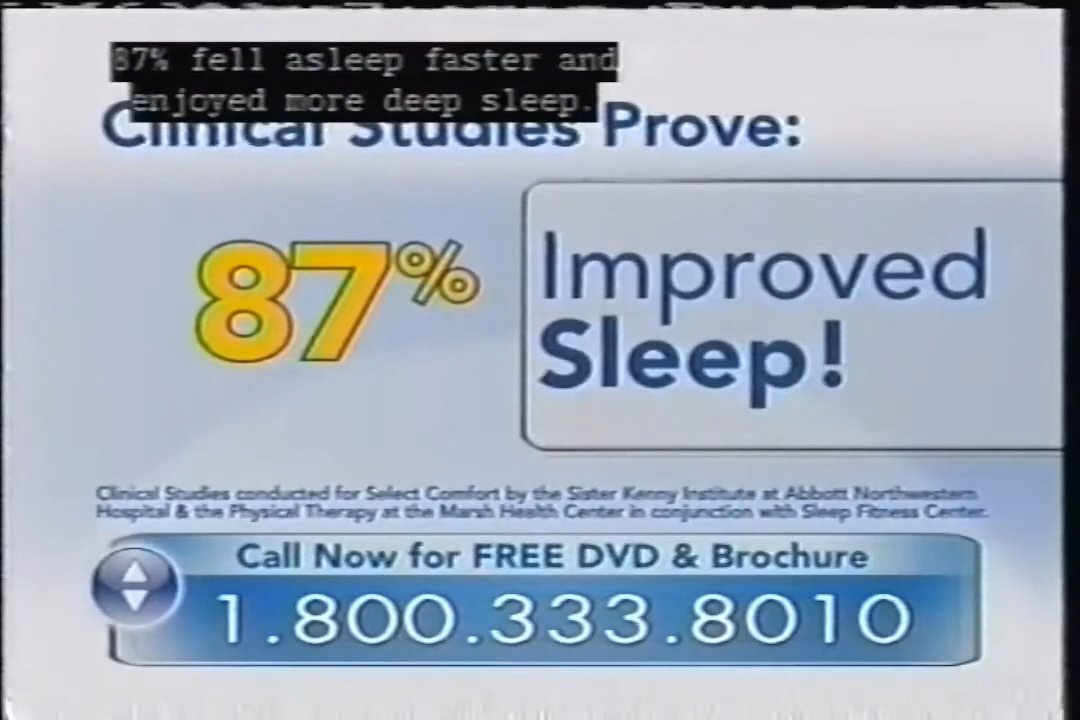 87% fell asleep faster and
enjoyed more deep sleep.
Clinical Studies Prove:
87%
Improved
Sleep!
Clinical Studies conducted for Select Comfort by the Sister Kenny Institute at Abbott Northwestern
Hospital & the Physical Therapy at the Marsh Health Center in conjunction with Sleep Fitness Center.
Call Now for FREE DVD & Brochure
1.800.333.8010